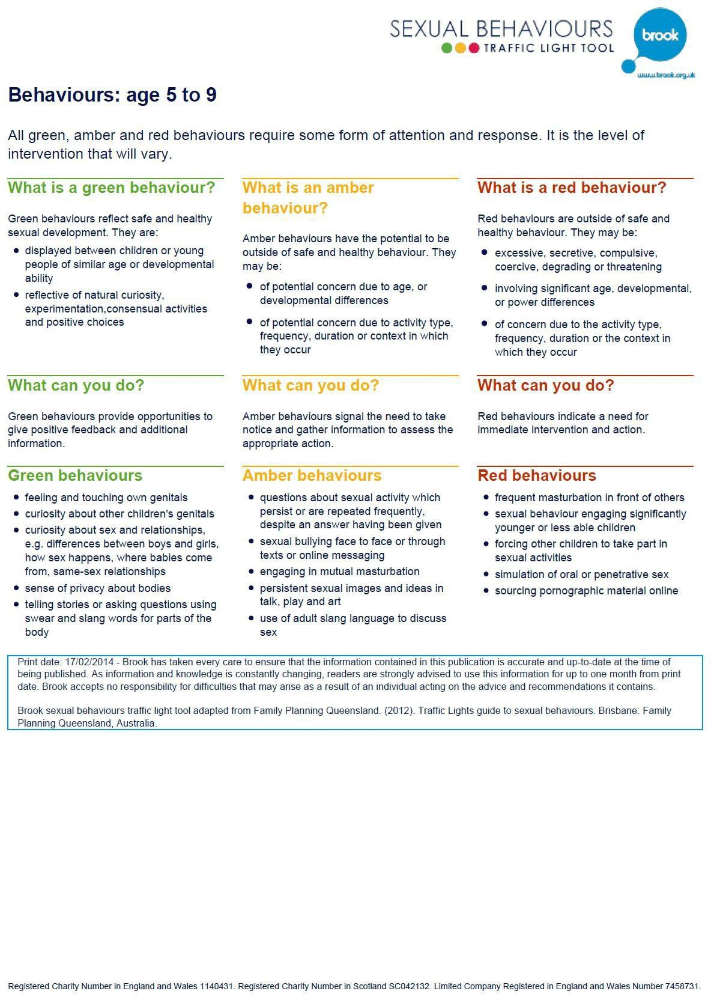 SEXUAL BEHAVIOURS
TRAFFIC LIGHT TOOL
brook
www.brook.org.uk
Behaviours: age 5 to 9
All green, amber and red behaviours require some form of attention and response. It is the level of
intervention that will vary.
What is a green behaviour?
Green behaviours reflect safe and healthy
sexual development. They are:
● displayed between children or young
people of similar age or developmental
ability
● reflective of natural curiosity,
experimentation,consensual activities
and positive choices
What is an amber
behaviour?
Amber behaviours have the potential to be
outside of safe and healthy behaviour. They
may be:
● of potential concern due to age, or
developmental differences
● of potential concern due to activity type,
frequency, duration or context in which
they occur
What is a red behaviour?
Red behaviours are outside of safe and
healthy behaviour. They may be:
● excessive, secretive, compulsive,
coercive, degrading or threatening
● involving significant age, developmental,
or power differences
● of concern due to the activity type,
frequency, duration or the context in
which they occur
What can you do?
Green behaviours provide opportunities to
give positive feedback and additional
information.
What can you do?
Amber behaviours signal the need to take
notice and gather information to assess the
appropriate action.
What can you do?
Red behaviours indicate a need for
immediate intervention and action.
Green behaviours
● feeling and touching own genitals
● curiosity about other children's genitals
● curiosity about sex and relationships,
e.g. differences between boys and girls,
how sex happens, where babies come
from, same-sex relationships
● sense of privacy about bodies
● telling stories or asking questions using
swear and slang words for parts of the
body
Amber behaviours
● questions about sexual activity which
persist or are repeated frequently,
despite an answer having been given
● sexual bullying face to face or through
texts or online messaging
● engaging in mutual masturbation
● persistent sexual images and ideas in
talk, play and art
● use of adult slang language to discuss
sex
Red behaviours
● frequent masturbation in front of others
● sexual behaviour engaging significantly
younger or less able children
● forcing other children to take part in
sexual activities
● simulation of oral or penetrative sex
● sourcing pornographic material online
Print date: 17/02/2014 - Brook has taken every care to ensure that the information contained in this publication is accurate and up-to-date at the time of
being published. As information and knowledge is constantly changing, readers are strongly advised to use this information for up to one month from print
date. Brook accepts no responsibility for difficulties that may arise as a result of an individual acting on the advice and recommendations it contains.
Brook sexual behaviours traffic light tool adapted from Family Planning Queensland. (2012). Traffic Lights guide to sexual behaviours. Brisbane: Family
Planning Queensland, Australia.
Registered Charity Number in England and Wales 1140431. Registered Charity Number in Scotland SC042132. Limited Company Registered in England and Wales Number 7458731.